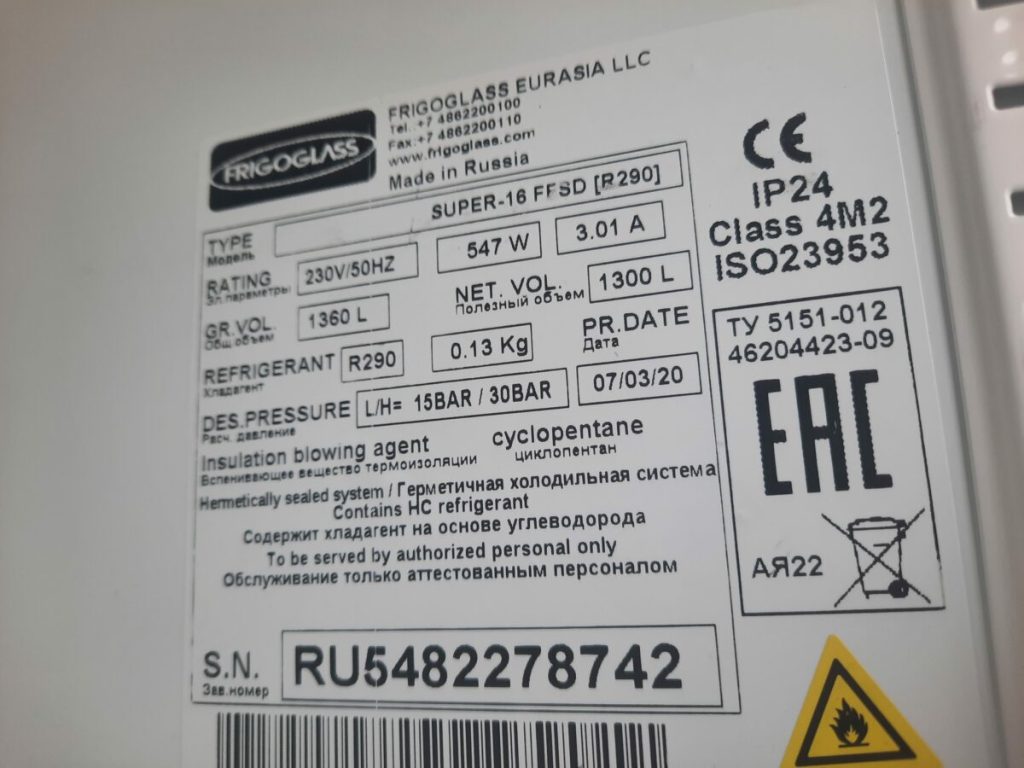 FRIGOGLASS
FRIGOGLASS EURASIA LLC
Tel.:+7 4862200100
Fax:+7 4862200110
www.frigoglass.com
Made in Russia
TYPE SUPER-16 FFSD [R290]
Модель
RATING 230V/50HZ 547 W 3.01 A
Эл.параметры
GR.VOL. 1360 L NET. VOL. 1300 L
Общ.объем Полезный объем
REFRIGERANT R290 0.13 Kg PR.DATE
Хладагент Дата
DES.PRESSURE L/H= 15BAR / 30BAR 07/03/20
Расч. давление
Insulation blowing agent cyclopentane
Вспенивающее вещество термоизоляции циклопентан
Hermetically sealed system / Герметичная холодильная система
Contains HC refrigerant
Содержит хладагент на основе углеводорода
To be served by authorized personal only
Обслуживание только аттестованным персоналом
S.N. RU5482278742
Зав.номер
CE
IP24
Class 4M2
ISO23953
ТУ 5151-012
46204423-09
EAC
АЯ22